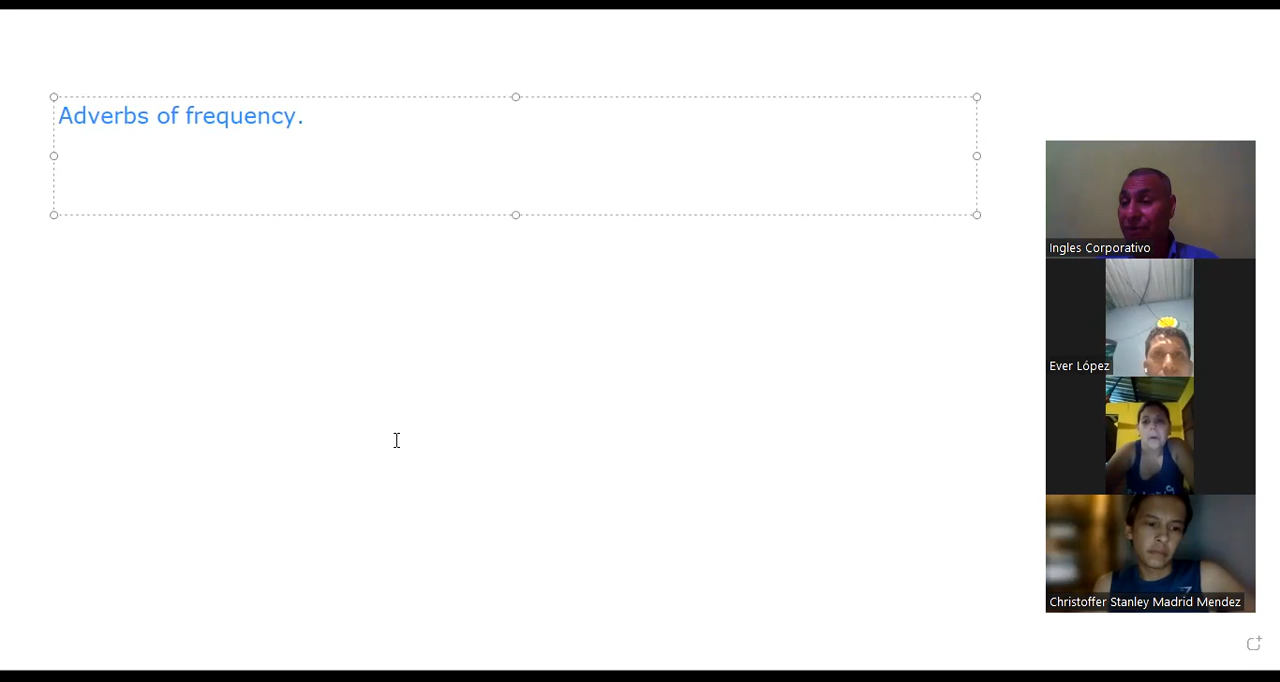 Adverbs of frequency.
Ingles Corporativo
Ever López
Christoffer Stanley Madrid Mendez